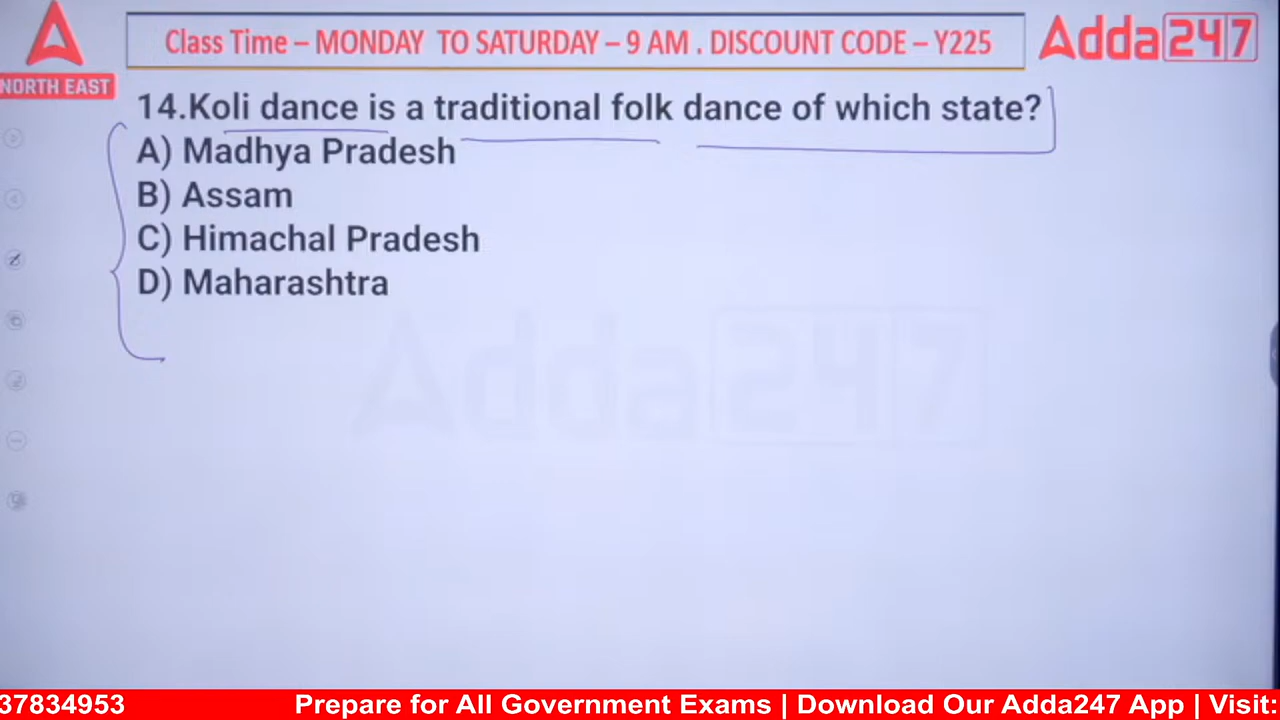 Class Time – MONDAY TO SATURDAY – 9 AM . DISCOUNT CODE – Y225
Adda247
NORTH EAST
14.Koli dance is a traditional folk dance of which state?
A) Madhya Pradesh
B) Assam
C) Himachal Pradesh
D) Maharashtra
Adda247
37834953 Prepare for All Government Exams | Download Our Adda247 App | Visit: